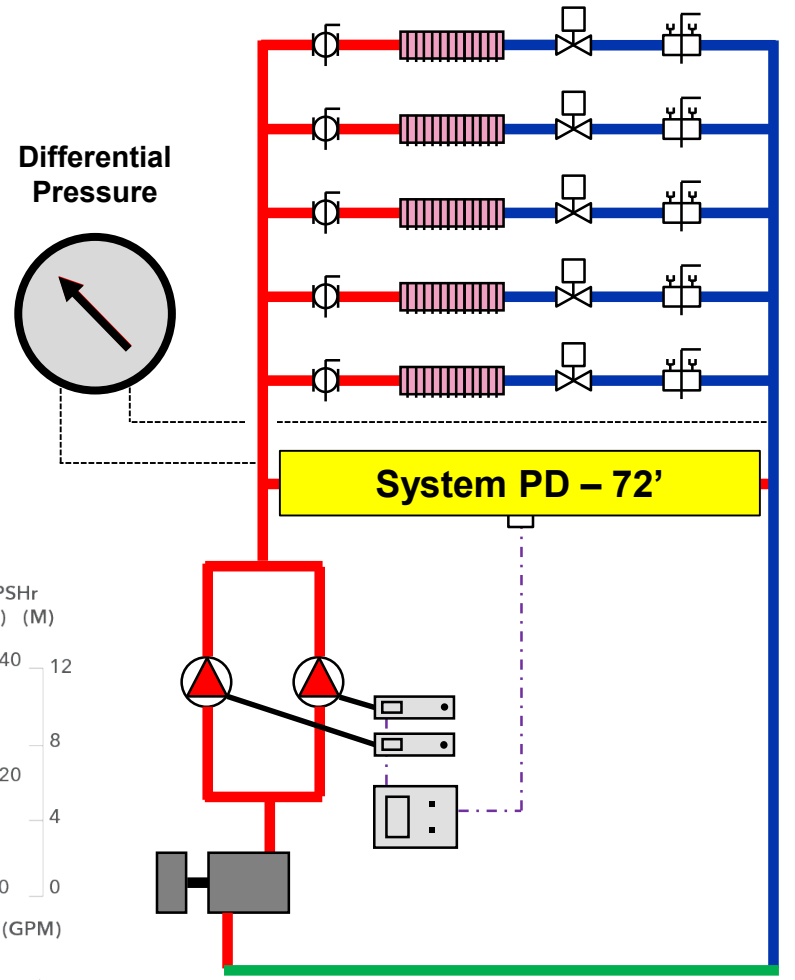 Differential
Pressure
System PD – 72’
PSHr
) (M)
40 12
8
20
4
0 0
(GPM)